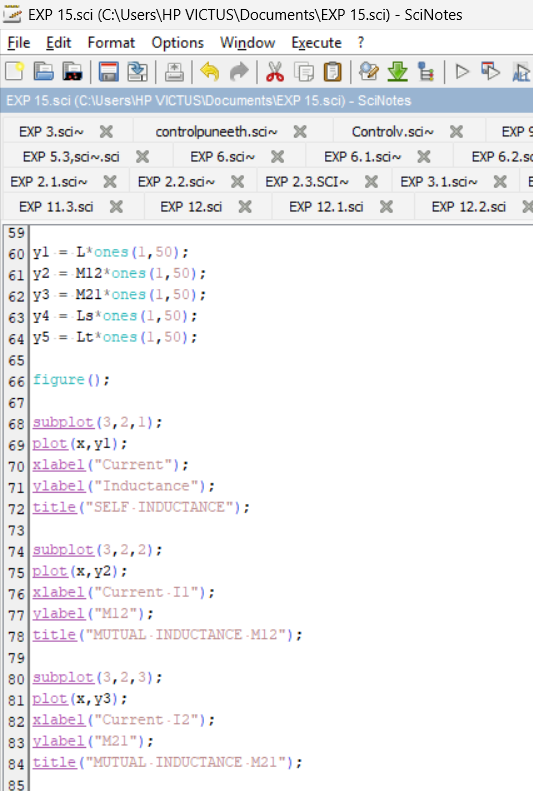 EXP 15.sci (C:\Users\HP VICTUS\Documents\EXP 15.sci) - SciNotes
File Edit Format Options Window Execute ?
EXP 15.sci (C:\Users\HP VICTUS\Documents\EXP 15.sci) - SciNotes
EXP 3.sci~ controlpuneeth.sci~ Controlv.sci~ EXP 9
EXP 5.3,sci~.sci EXP 6.sci~ EXP 6.1.sci~ EXP 6.2.sc
EXP 2.1.sci~ EXP 2.2.sci~ EXP 2.3.SCI~ EXP 3.1.sci~ E
EXP 11.3.sci EXP 12.sci EXP 12.1.sci EXP 12.2.sci
59
60 y1 = L*ones(1,50);
61 y2 = M12*ones(1,50);
62 y3 = M21*ones(1,50);
63 y4 = Ls*ones(1,50);
64 y5 = Lt*ones(1,50);
65
66 figure();
67
68 subplot(3,2,1);
69 plot(x,y1);
70 xlabel("Current");
71 ylabel("Inductance");
72 title("SELF INDUCTANCE");
73
74 subplot(3,2,2);
75 plot(x,y2);
76 xlabel("Current I1");
77 ylabel("M12");
78 title("MUTUAL INDUCTANCE M12");
79
80 subplot(3,2,3);
81 plot(x,y3);
82 xlabel("Current I2");
83 ylabel("M21");
84 title("MUTUAL INDUCTANCE M21");
85